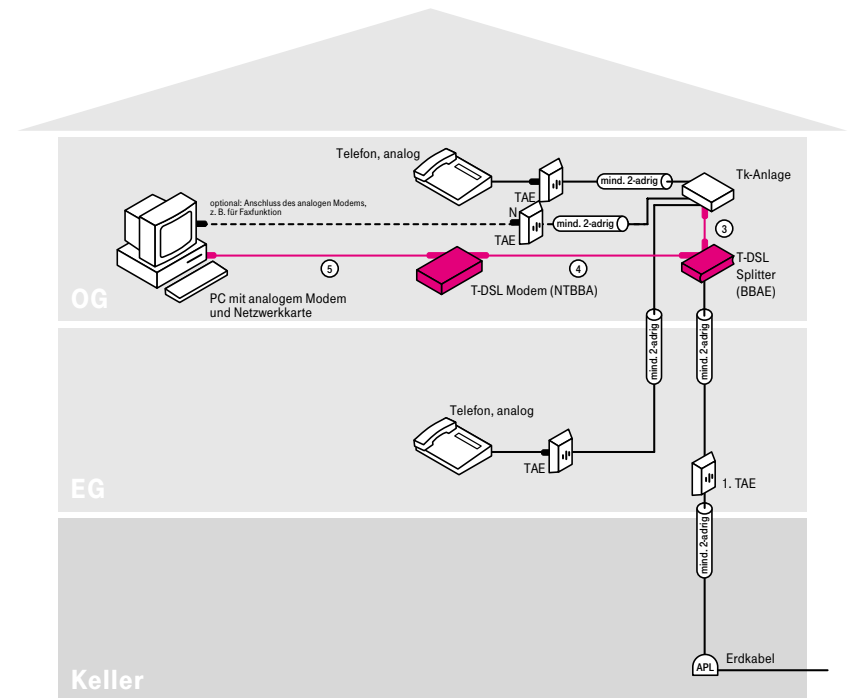 Telefon, analog
mind. 2-adrig
Tk-Anlage
TAE
optional: Anschluss des analogen Modems,
z. B. für Faxfunktion
N
TAE
mind. 2-adrig
3
5
4
T-DSL
Splitter
(BBAE)
T-DSL Modem (NTBBA)
PC mit analogem Modem
und Netzwerkkarte
OG
mind. 2-adrig
mind. 2-adrig
Telefon, analog
TAE
1. TAE
EG
mind. 2-adrig
Erdkabel
APL
Keller